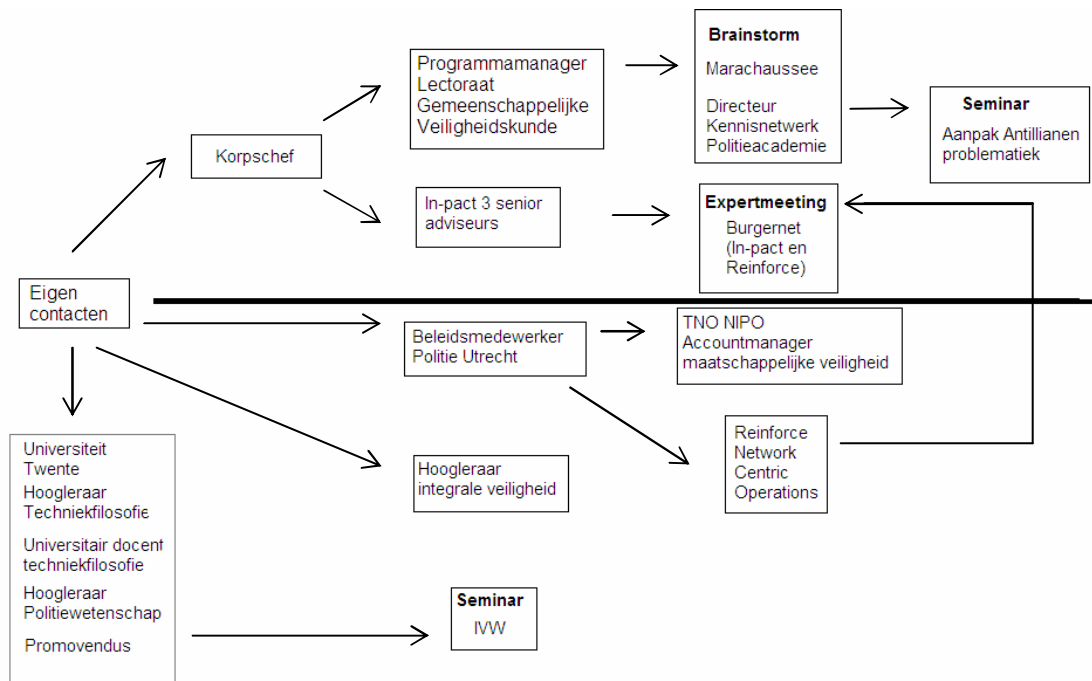 Brainstorm
Marachaussee
Directeur
Kennisnetwerk
Politieacademie
Programmamanager
Lectoraat
Gemeenschappelijke
Veiligheidskunde
Seminar
Aanpak Antillianen
problematiek
Korpschef
In-pact 3 senior
adviseurs
Expertmeeting
Burgernet
(In-pact en
Reinforce)
Eigen
contacten
Beleidsmedewerker
Politie Utrecht
TNO NIPO
Accountmanager
maatschappelijke veiligheid
Universiteit
Twente
Hoogleraar
Techniekfilosofie
Universitair docent
techniekfilosofie
Hoogleraar
Politiewetenschap
Promovendus
Hoogleraar
integrale veiligheid
Reinforce
Network
Centric
Operations
Seminar
IVW